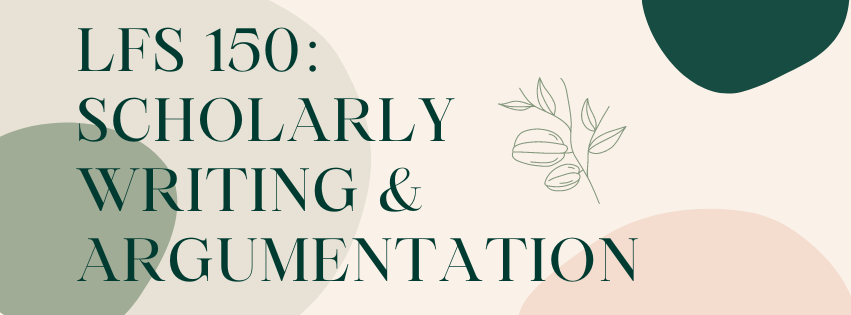 LFS 150:
SCHOLARLY
WRITING &
ARGUMENTATION